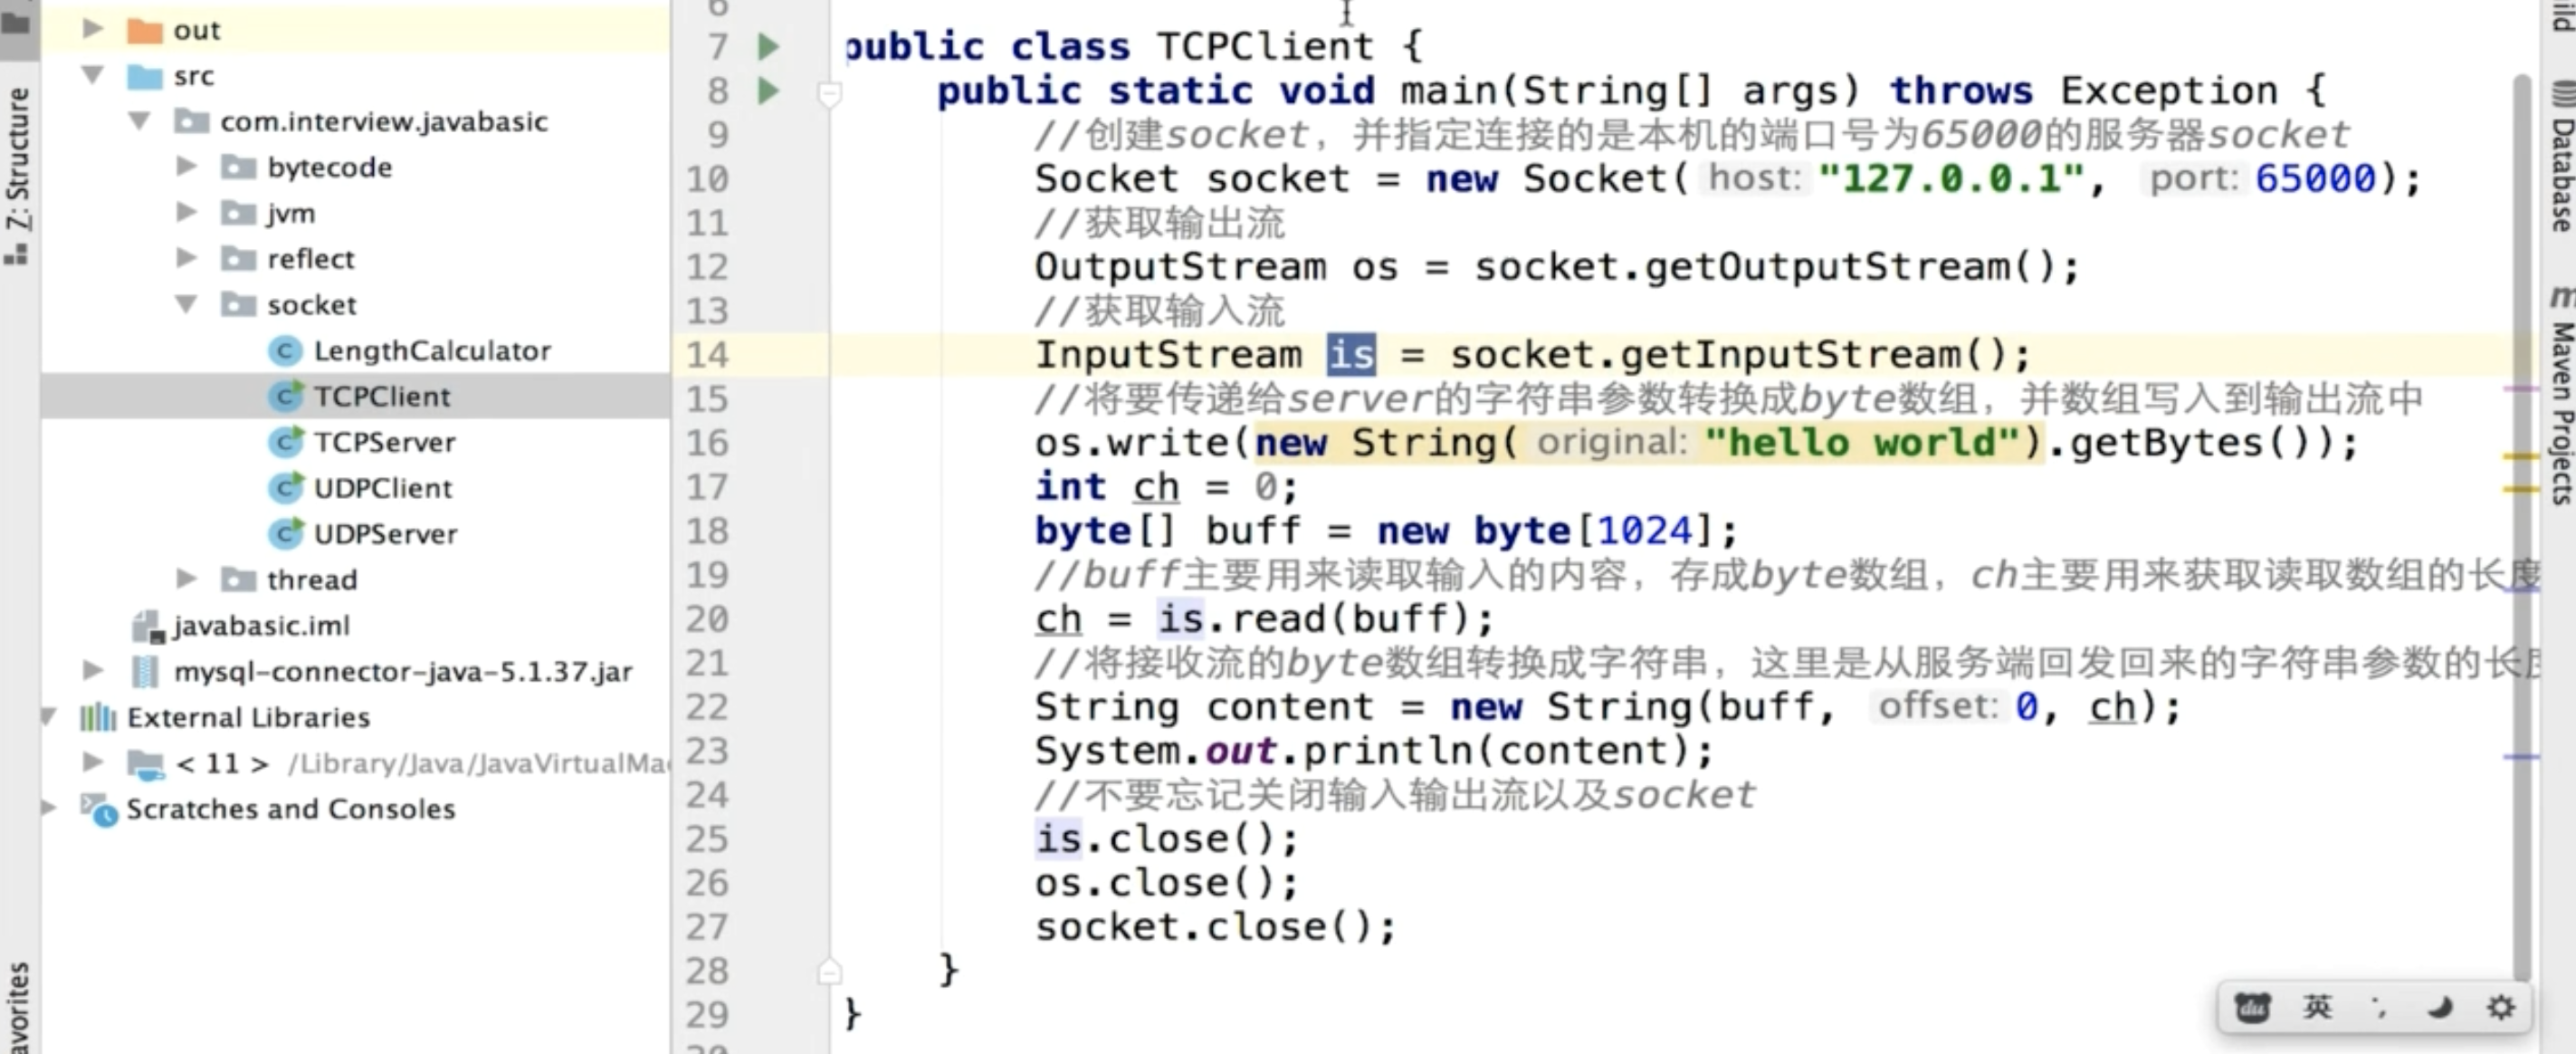 out
src
com.interview.javabasic
bytecode
jvm
reflect
socket
LengthCalculator
TCPClient
TCPServer
UDPClient
UDPServer
thread
javabasic.iml
mysql-connector-java-5.1.37.jar
External Libraries
< 11 > /Library/Java/JavaVirtualMa
Scratches and Consoles
Z: Structure
avorites
6
7 public class TCPClient {
8 public static void main(String[] args) throws Exception {
9 //创建socket，并指定连接的是本机的端口号为65000的服务器socket
10 Socket socket = new Socket( host: "127.0.0.1", port: 65000);
11 //获取输出流
12 OutputStream os = socket.getOutputStream();
13 //获取输入流
14 InputStream is = socket.getInputStream();
15 //将要传递给server的字符串参数转换成byte数组，并数组写入到输出流中
16 os.write(new String( original: "hello world").getBytes());
17 int ch = 0;
18 byte[] buff = new byte[1024];
19 //buff主要用来读取输入的内容，存成byte数组，ch主要用来获取读取数组的长度
20 ch = is.read(buff);
21 //将接收流的byte数组转换成字符串，这里是从服务端回发回来的字符串参数的长度
22 String content = new String(buff, offset: 0, ch);
23 System.out.println(content);
24 //不要忘记关闭输入输出流以及socket
25 is.close();
26 os.close();
27 socket.close();
28 }
29 }
ild
Database
m Maven Projects
du 英